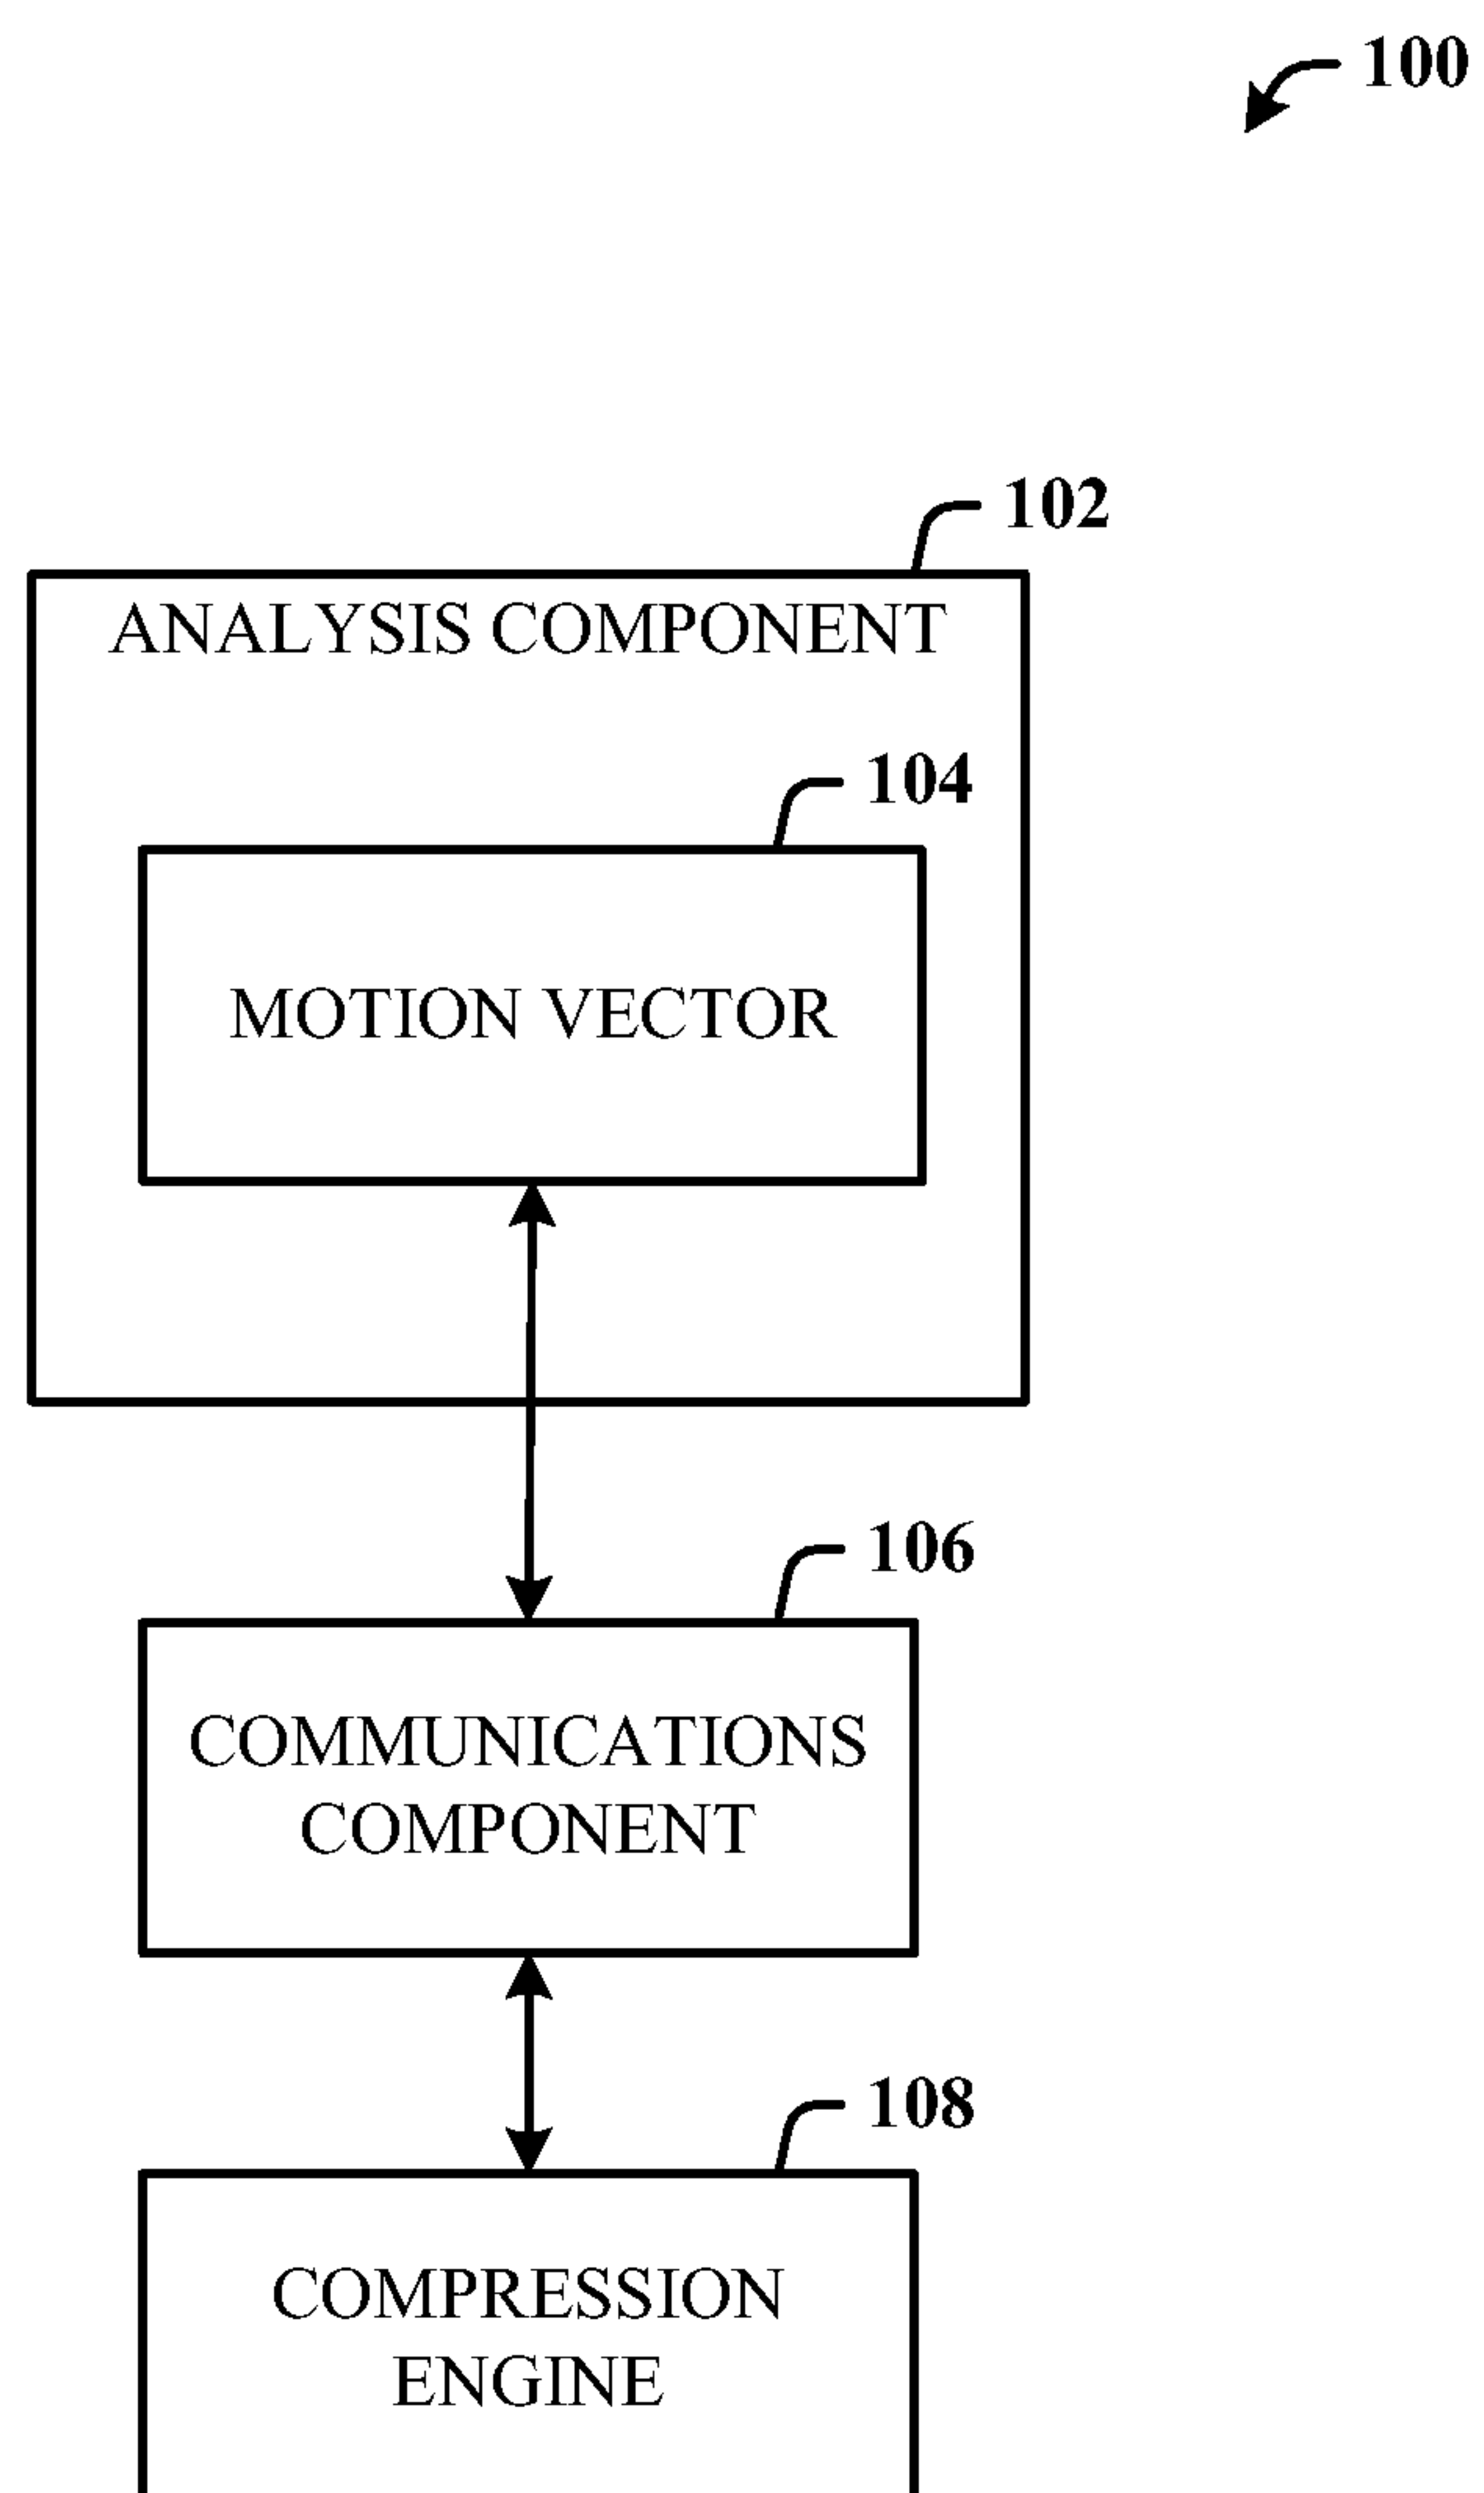 100
102
ANALYSIS COMPONENT
104
MOTION VECTOR
106
COMMUNICATIONS
COMPONENT
108
COMPRESSION
ENGINE